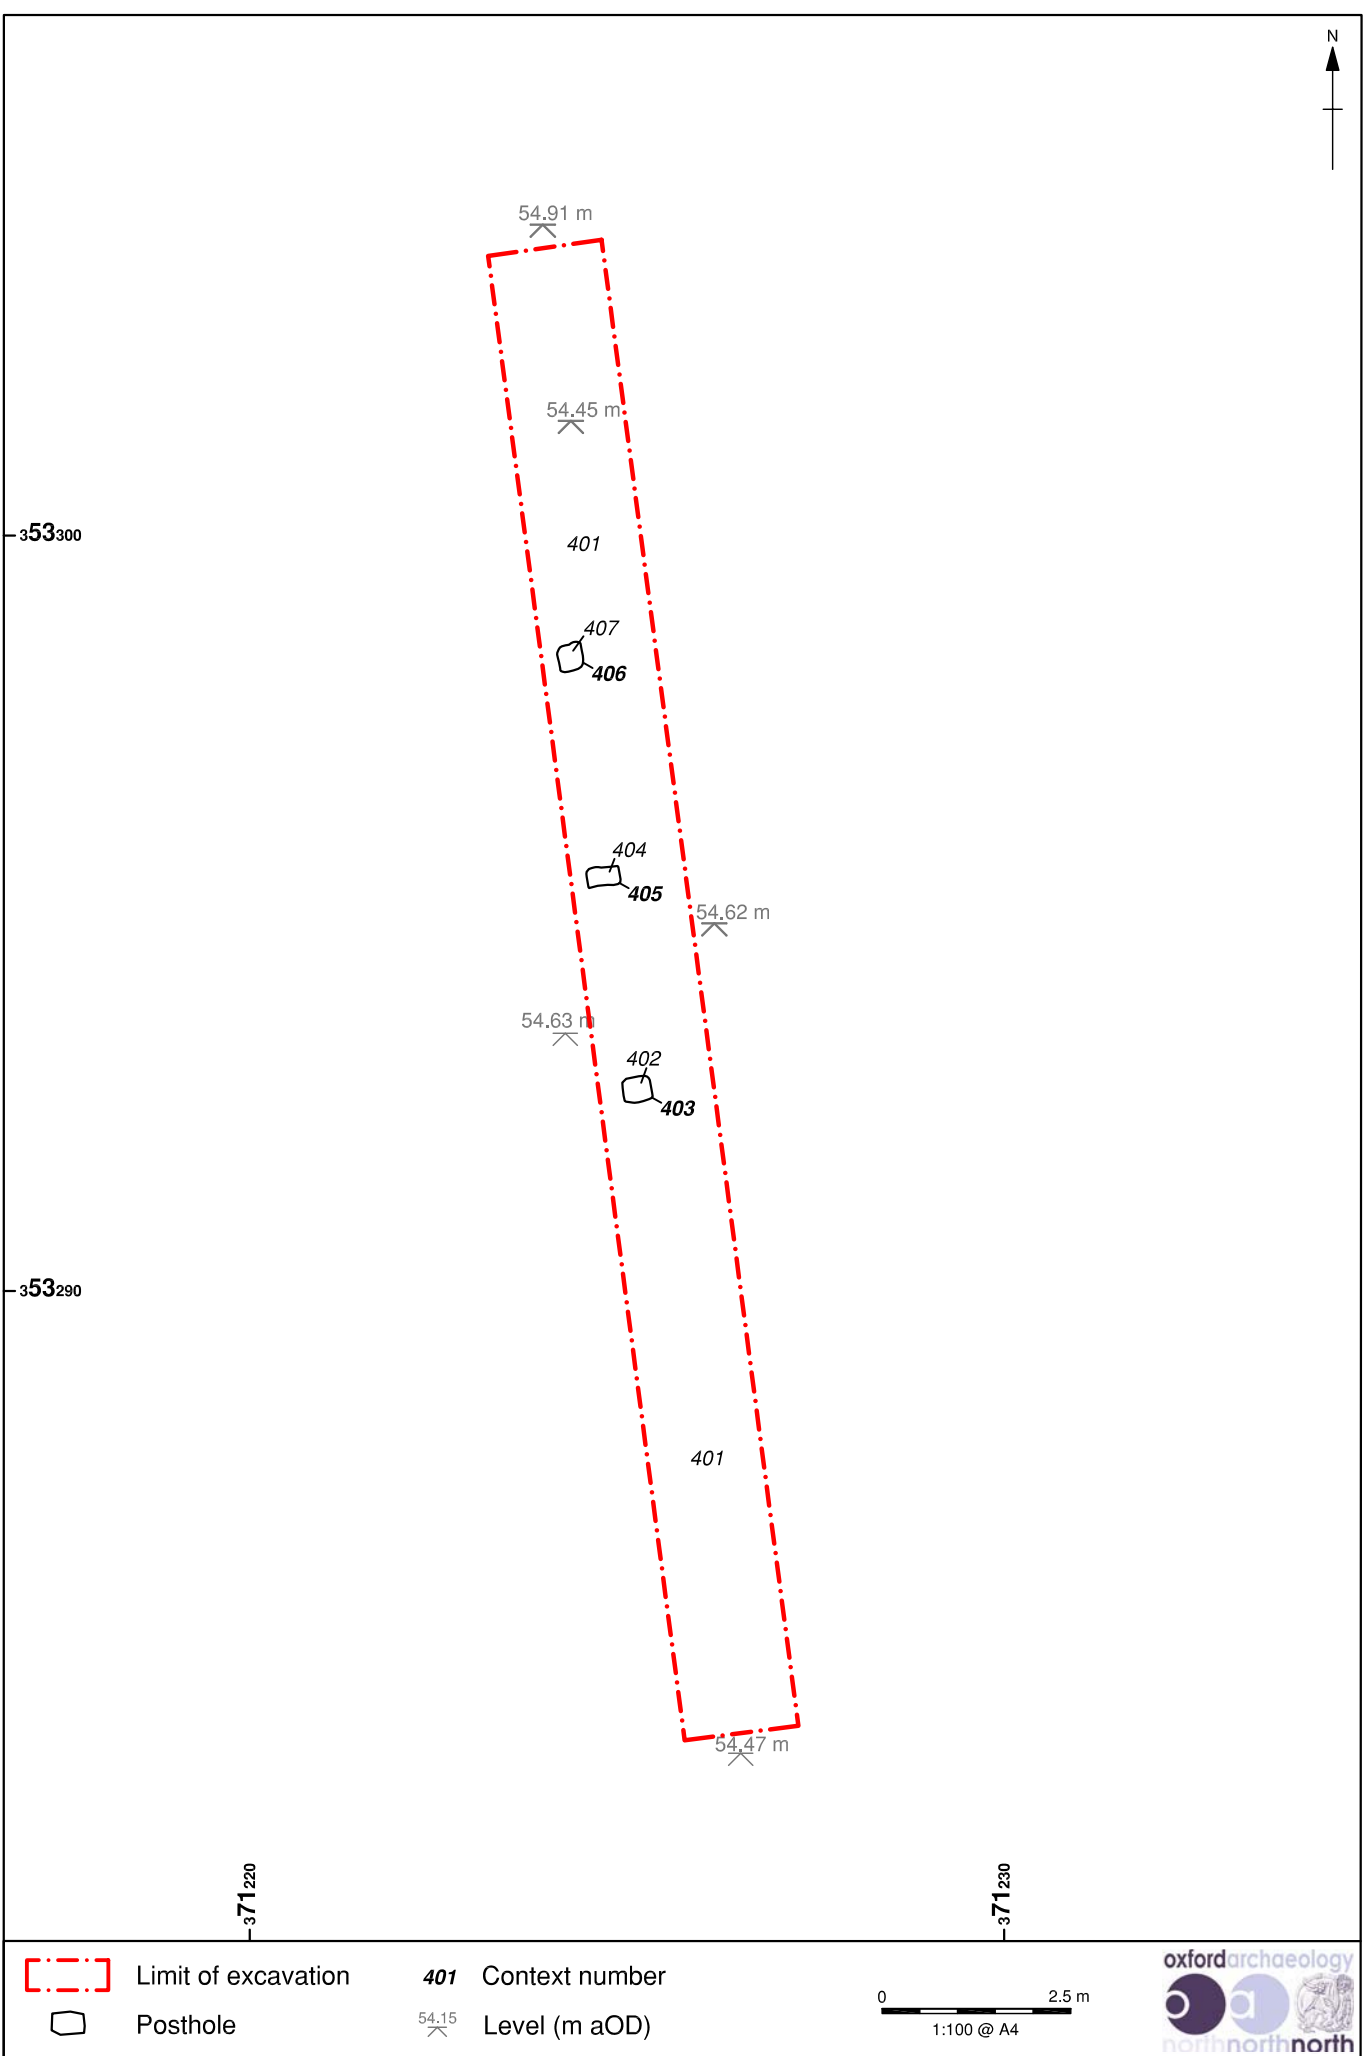 N
54.91 m
54.45 m
353300
401
407
406
404
405
54.62 m
54.63 m
402
403
353290
401
54.47 m
371220
371230
Limit of excavation
401 Context number
Posthole
54.15 Level (m aOD)
0 2.5 m
1:100 @ A4
oxfordarchaeology
oa
northnorthnorth